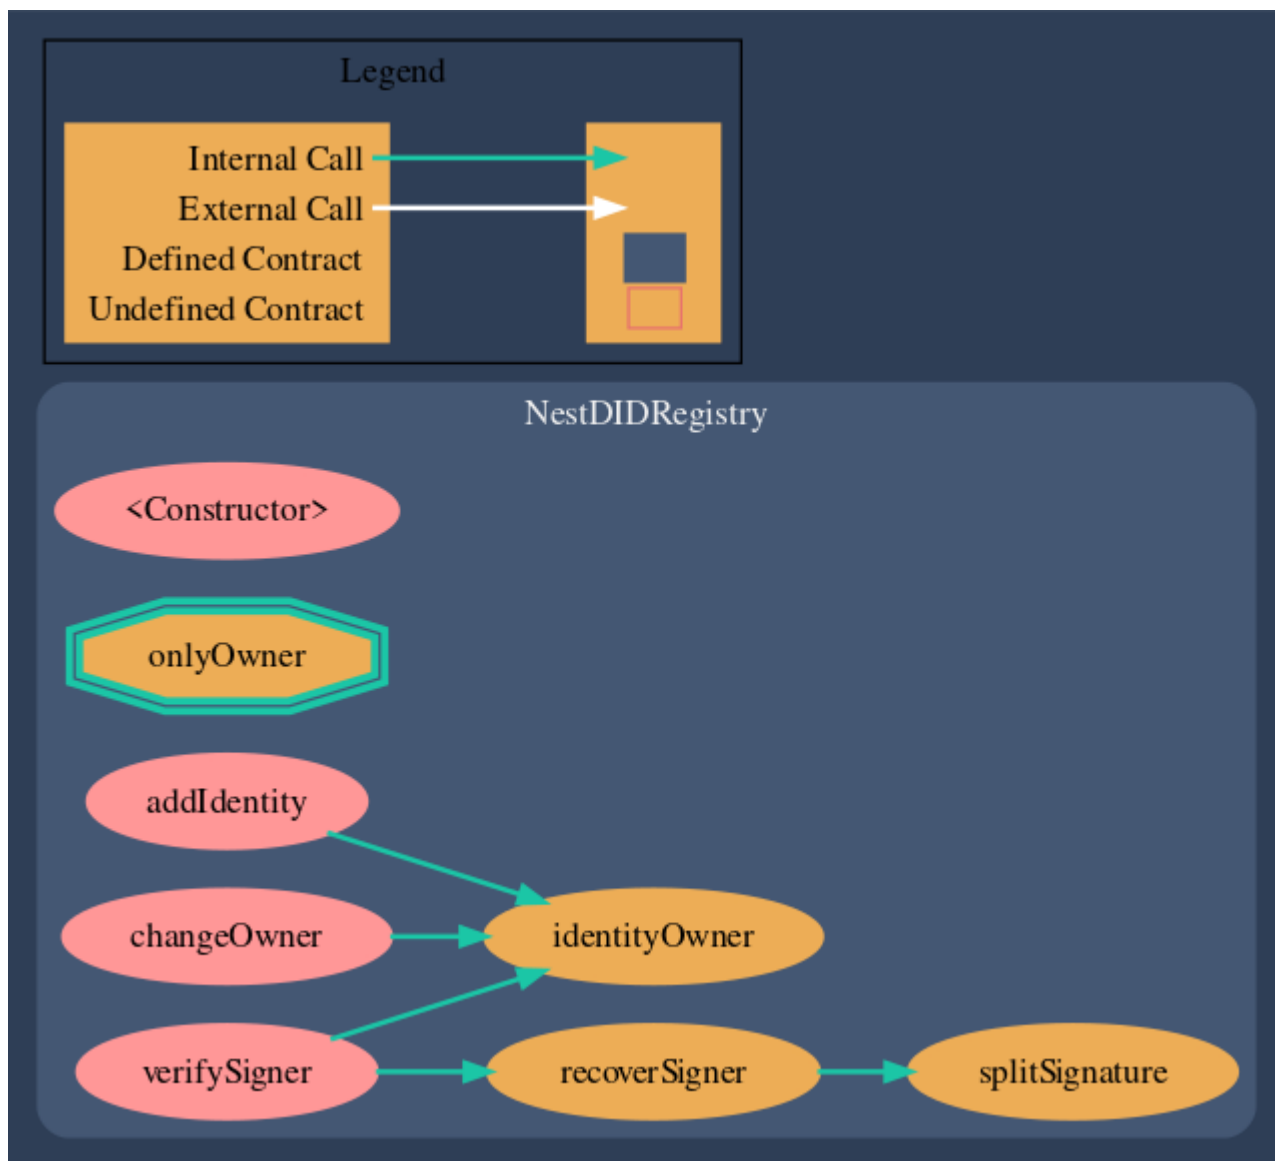 Legend
Internal Call
External Call
Defined Contract
Undefined Contract
NestDIDRegistry
<Constructor>
onlyOwner
addIdentity
changeOwner
identityOwner
verifySigner
recoverSigner
splitSignature